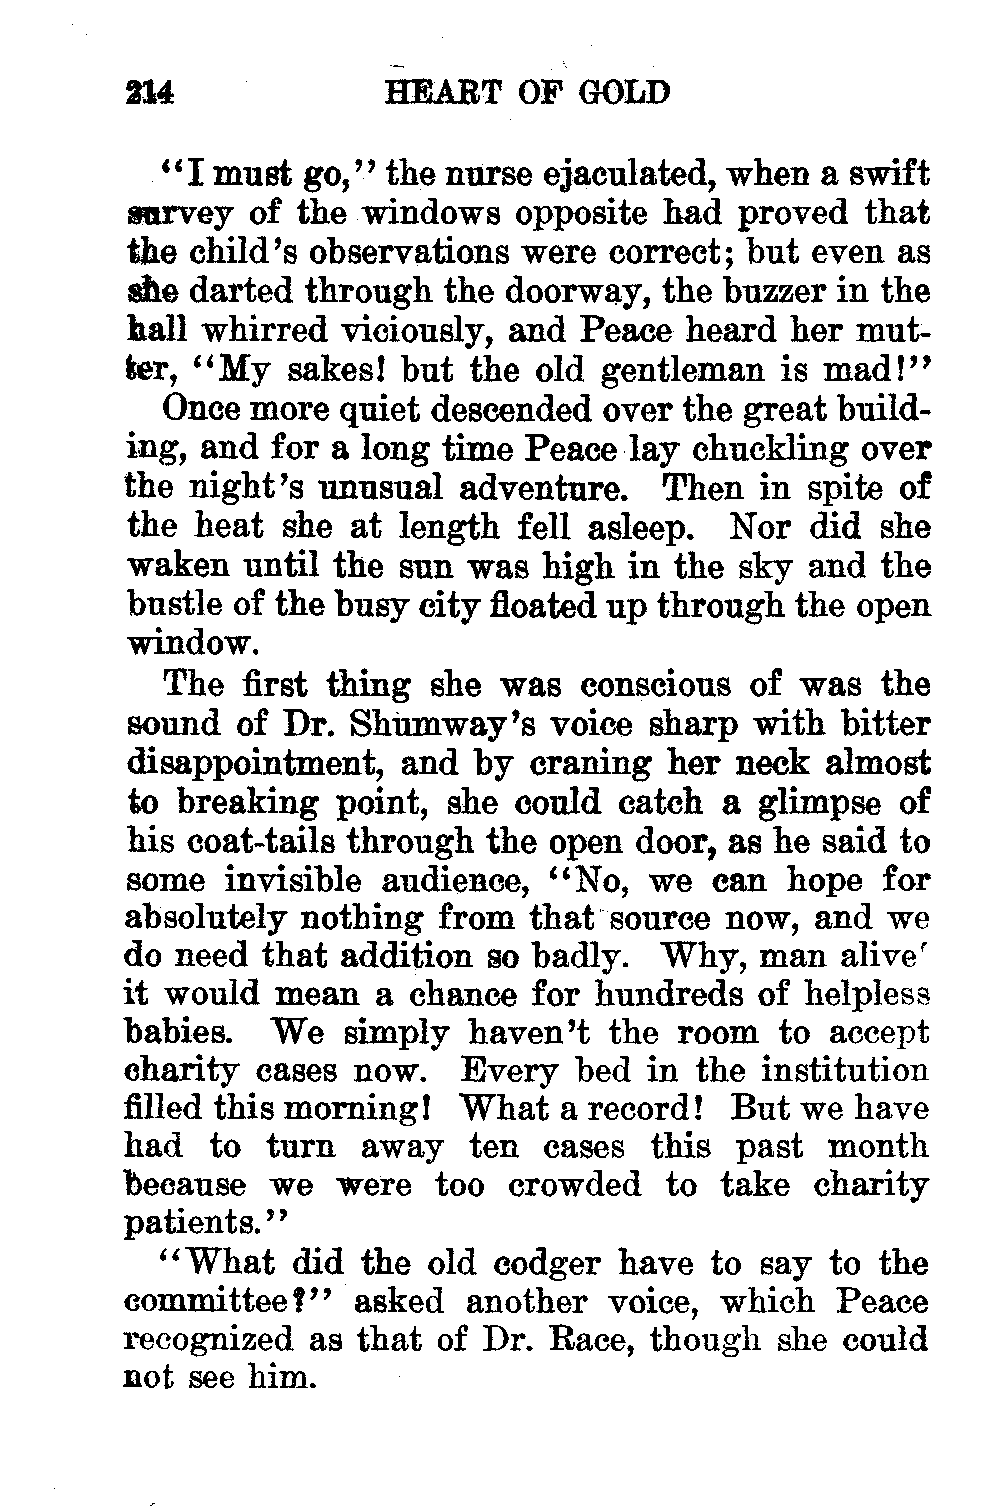 214 HEART OF GOLD
"I must go," the nurse ejaculated, when a swift
survey of the windows opposite had proved that
the child's observations were correct; but even as
she darted through the doorway, the buzzer in the
hall whirred viciously, and Peace heard her mut-
ter, "My sakes! but the old gentleman is mad!"
Once more quiet descended over the great build-
ing, and for a long time Peace lay chuckling over
the night's unusual adventure. Then in spite of
the heat she at length fell asleep. Nor did she
waken until the sun was high in the sky and the
bustle of the busy city floated up through the open
window.
The first thing she was conscious of was the
sound of Dr. Shumway's voice sharp with bitter
disappointment, and by craning her neck almost
to breaking point, she could catch a glimpse of
his coat-tails through the open door, as he said to
some invisible audience, "No, we can hope for
absolutely nothing from that source now, and we
do need that addition so badly. Why, man alive'
it would mean a chance for hundreds of helpless
babies. We simply haven't the room to accept
charity cases now. Every bed in the institution
filled this morning! What a record! But we have
had to turn away ten cases this past month
because we were too crowded to take charity
patients."
"What did the old codger have to say to the
committee?" asked another voice, which Peace
recognized as that of Dr. Race, though she could
not see him.